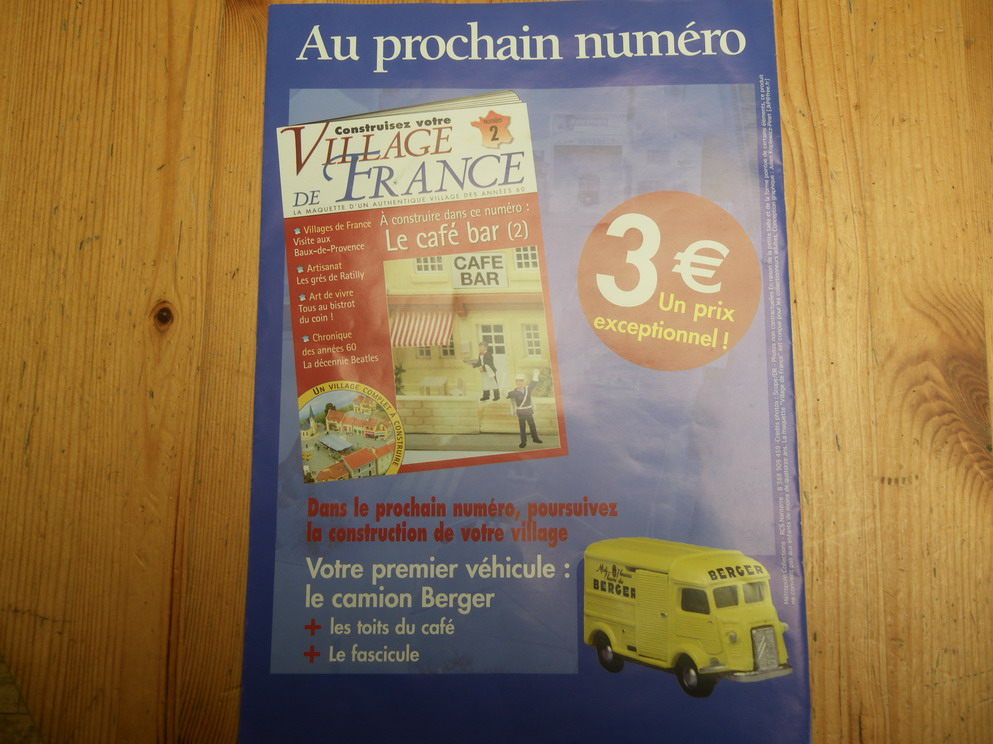 Au prochain numéro
Construisez votre
VILLAGE
DE FRANCE
numéro
2
LA MAQUETTE D'UN AUTHENTIQUE VILLAGE DES ANNÉES 60
Villages de France
Visite aux
Baux-de-Provence
Artisanat
Les grés de Ratilly
Art de vivre
Tous au bistrot
du coin !
Chronique
des années 60
La décennie Beatles
À construire dans ce numéro :
Le café bar (2)
CAFE
BAR
UN VILLAGE COMPLET À CONSTRUIRE
3 €
Un prix
exceptionnel !
Dans le prochain numéro, poursuivez
la construction de votre village
Votre premier véhicule :
le camion Berger
+ les toits du café
+ Le fascicule
BERGER
BERGER